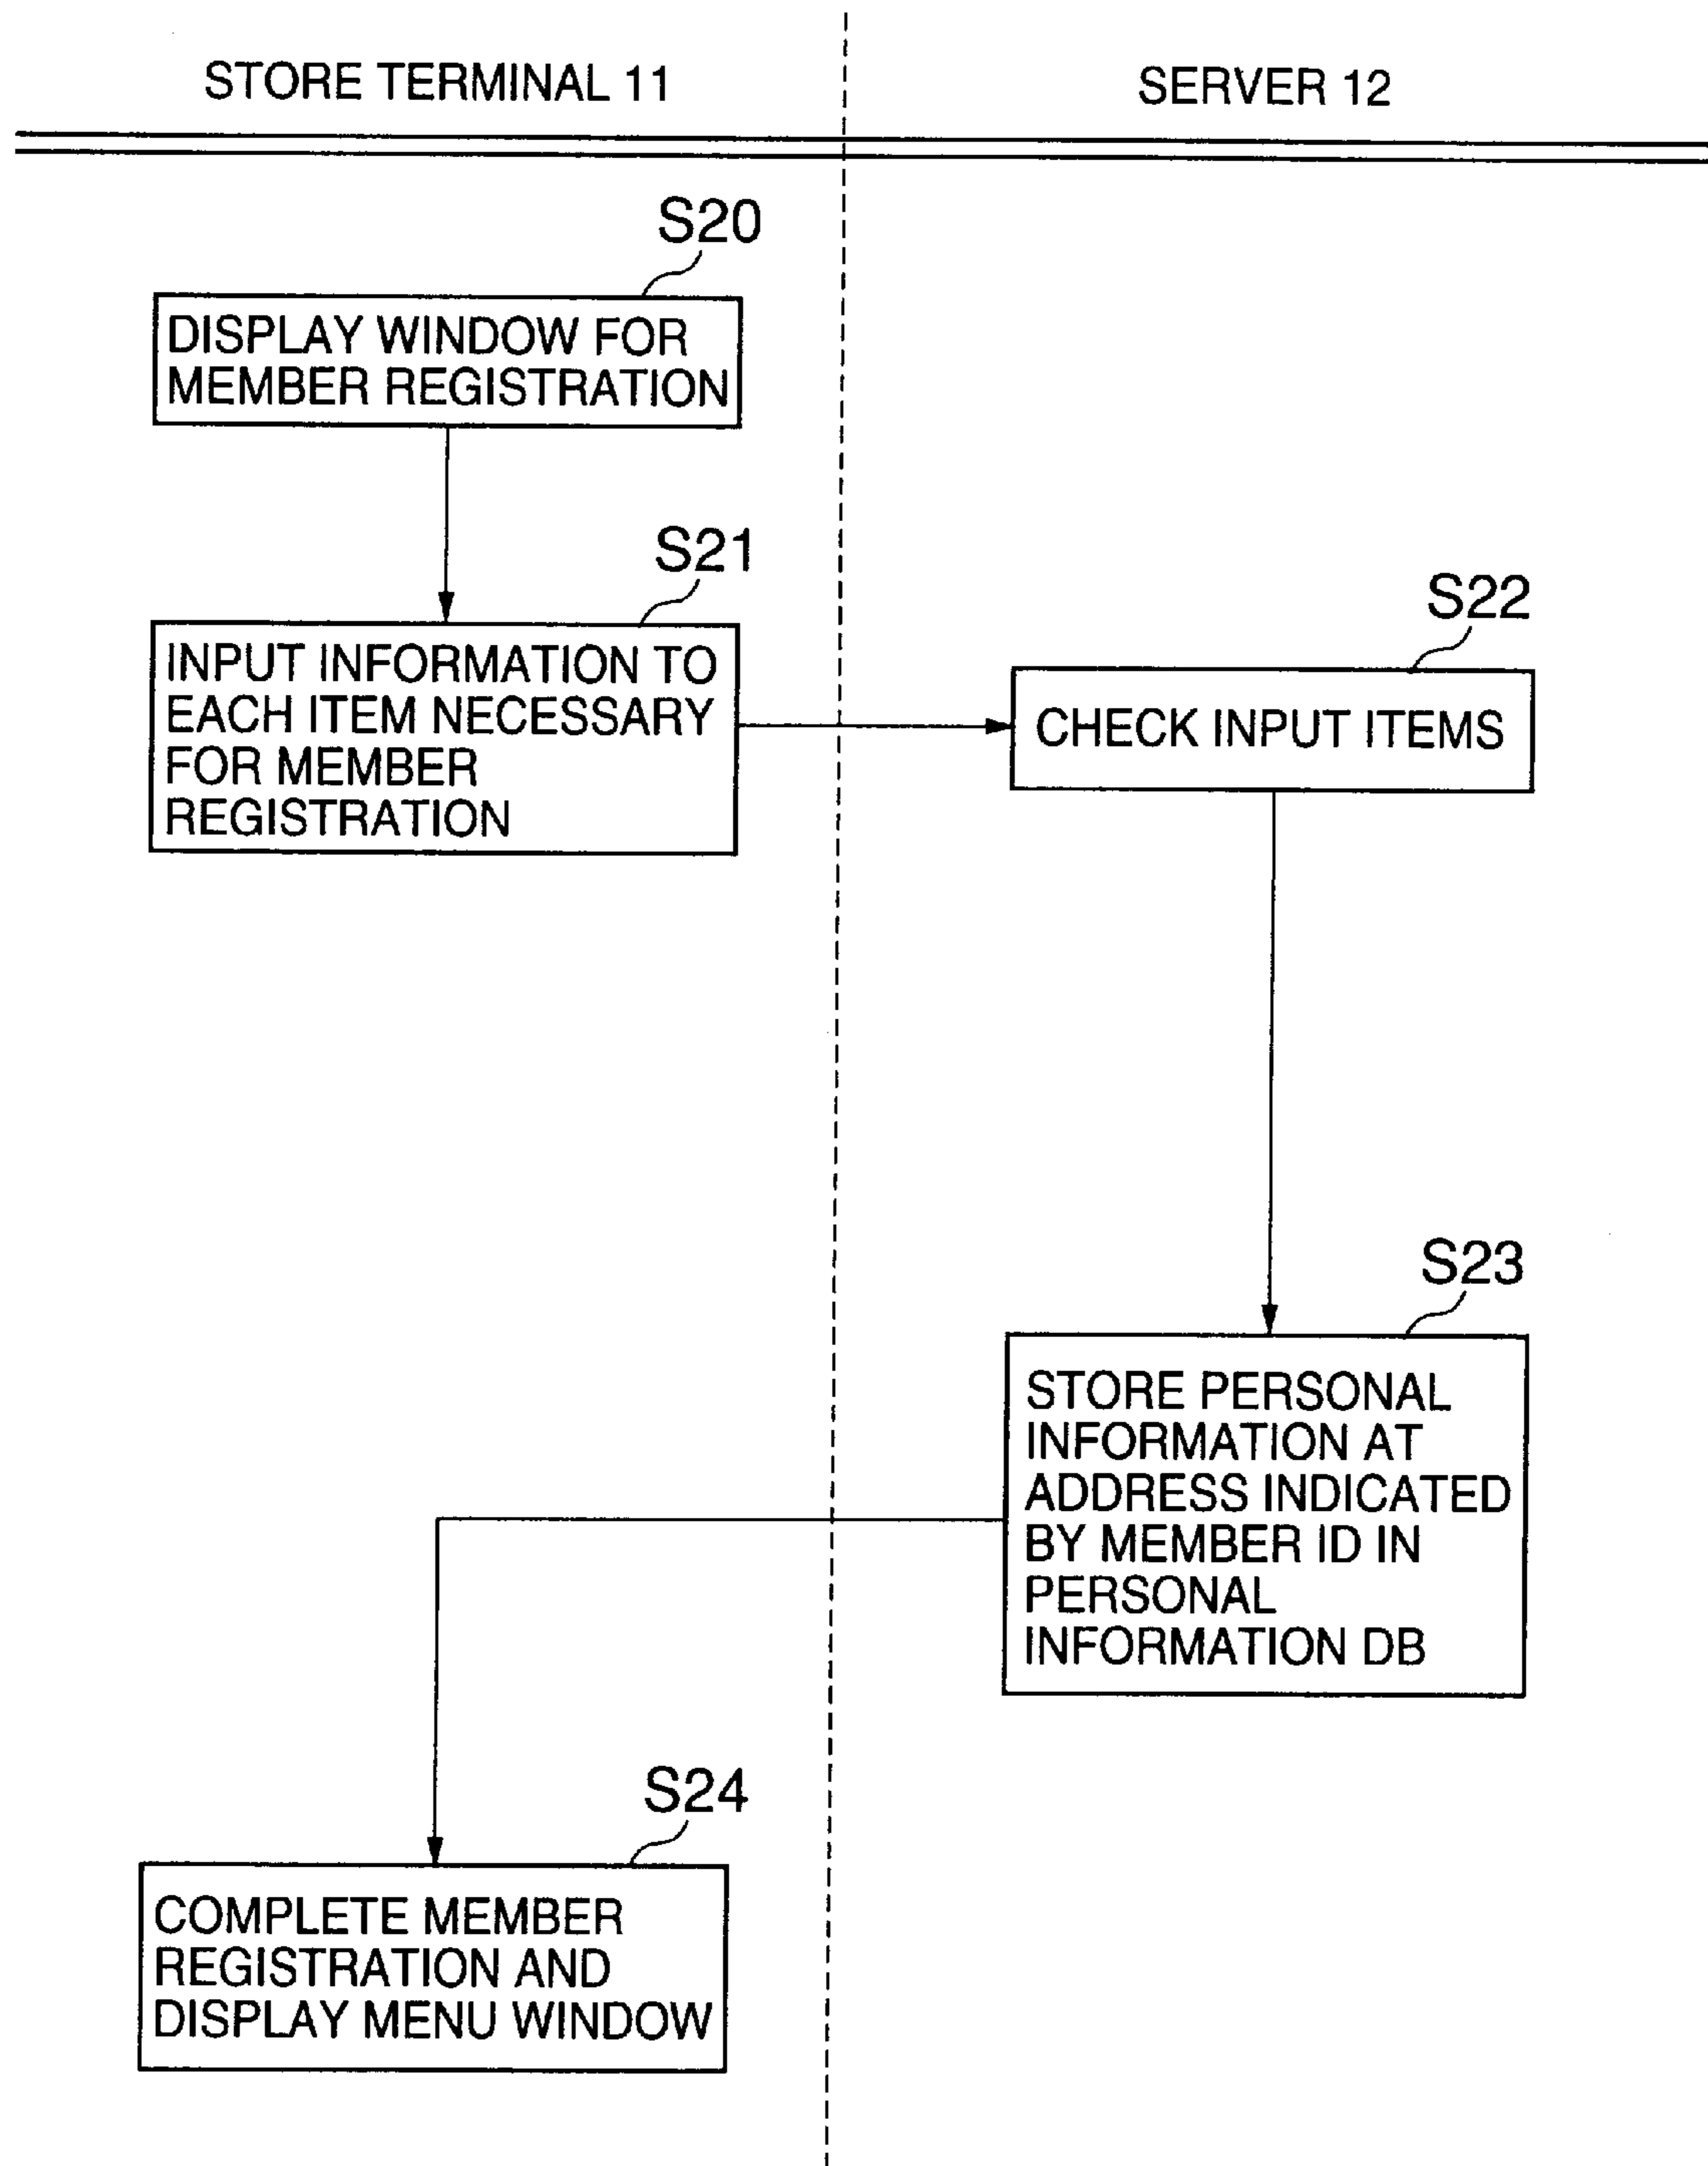 STORE TERMINAL 11
SERVER 12
S20
DISPLAY WINDOW FOR
MEMBER REGISTRATION
S21
INPUT INFORMATION TO
EACH ITEM NECESSARY
FOR MEMBER
REGISTRATION
S22
CHECK INPUT ITEMS
S23
STORE PERSONAL
INFORMATION AT
ADDRESS INDICATED
BY MEMBER ID IN
PERSONAL
INFORMATION DB
S24
COMPLETE MEMBER
REGISTRATION AND
DISPLAY MENU WINDOW